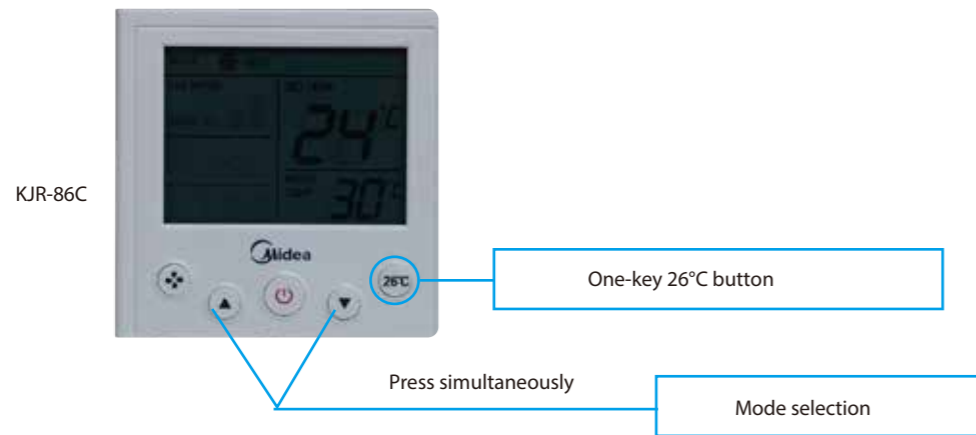 24°C
30°C
KJR-86C
Midea
26°C
One-key 26°C button
Press simultaneously
Mode selection